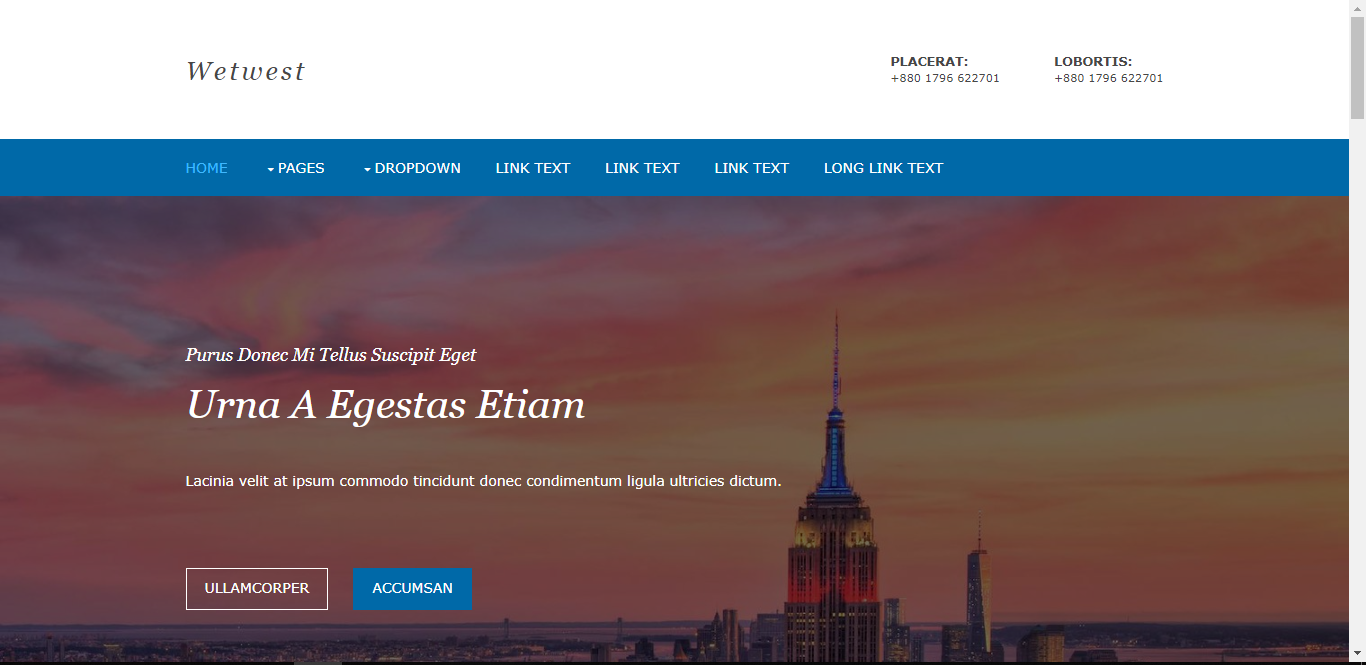 Wetwest
PLACERAT:
+880 1796 622701
LOBORTIS:
+880 1796 622701
HOME
PAGES
DROPDOWN
LINK TEXT
LINK TEXT
LINK TEXT
LONG LINK TEXT
Purus Donec Mi Tellus Suscipit Eget
Urna A Egestas Etiam
Lacinia velit at ipsum commodo tincidunt donec condimentum ligula ultricies dictum.
ULLAMCORPER
ACCUMSAN